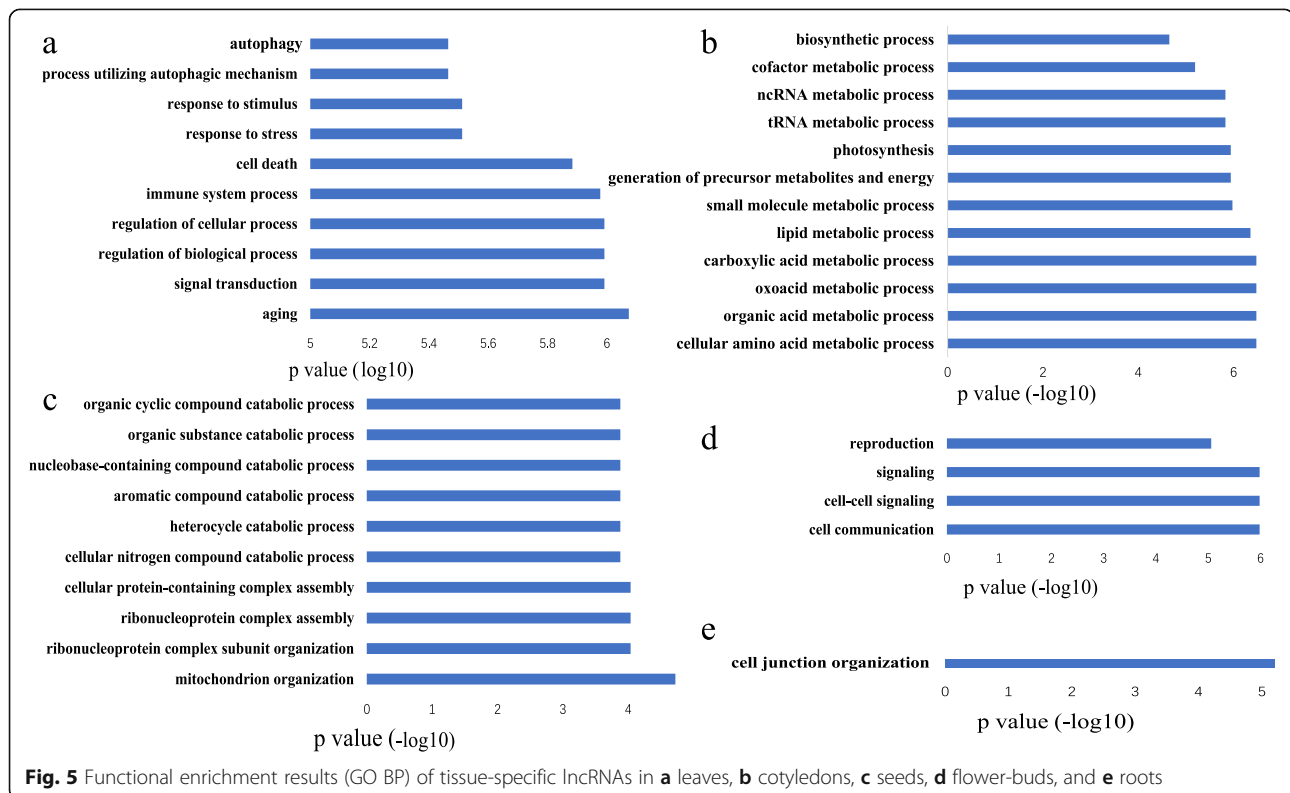 a
autophagy
process utilizing autophagic mechanism
response to stimulus
response to stress
cell death
immune system process
regulation of cellular process
regulation of biological process
signal transduction
aging
5 5.2 5.4 5.6 5.8 6
p value (log10)
b
biosynthetic process
cofactor metabolic process
ncRNA metabolic process
tRNA metabolic process
photosynthesis
generation of precursor metabolites and energy
small molecule metabolic process
lipid metabolic process
carboxylic acid metabolic process
oxoacid metabolic process
organic acid metabolic process
cellular amino acid metabolic process
0 2 4 6
p value (-log10)
c
organic cyclic compound catabolic process
organic substance catabolic process
nucleobase-containing compound catabolic process
aromatic compound catabolic process
heterocycle catabolic process
cellular nitrogen compound catabolic process
cellular protein-containing complex assembly
ribonucleoprotein complex assembly
ribonucleoprotein complex subunit organization
mitochondrion organization
0 1 2 3 4
p value (-log10)
d
reproduction
signaling
cell-cell signaling
cell communication
0 1 2 3 4 5 6
p value (-log10)
e
cell junction organization
0 1 2 3 4 5
p value (-log10)
Fig. 5 Functional enrichment results (GO BP) of tissue-specific lncRNAs in a leaves, b cotyledons, c seeds, d flower-buds, and e roots